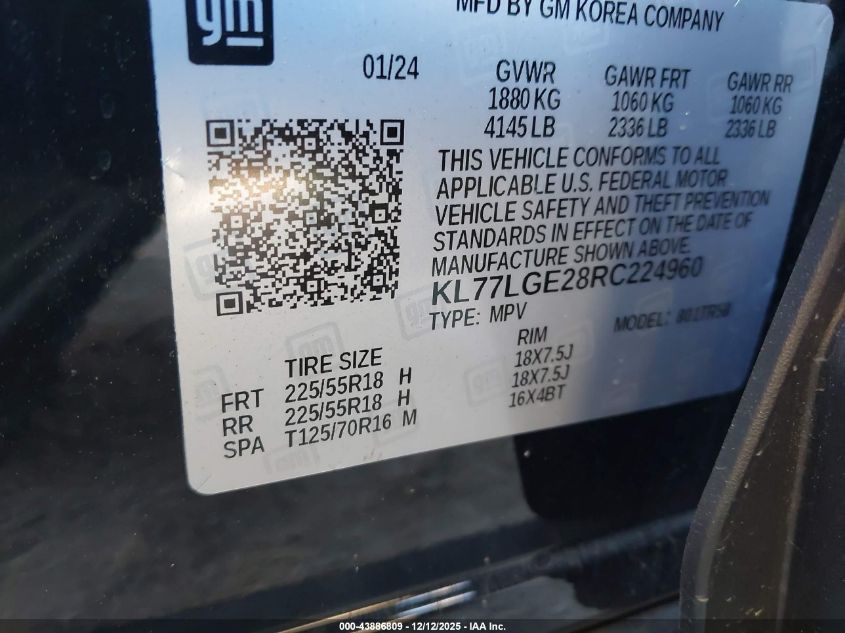 gm
MFD BY GM KOREA COMPANY
01/24
GVWR GAWR FRT GAWR RR
1880 KG 1060 KG 1060 KG
4145 LB 2336 LB 2336 LB
THIS VEHICLE CONFORMS TO ALL
APPLICABLE U.S. FEDERAL MOTOR
VEHICLE SAFETY AND THEFT PREVENTION
STANDARDS IN EFFECT ON THE DATE OF
MANUFACTURE SHOWN ABOVE.
KL77LGE28RC224960
TYPE: MPV MODEL:
TIRE SIZE RIM
FRT 225/55R18 H 18X7.5J
RR 225/55R18 H 18X7.5J
SPA T125/70R16 M 16X4BT
000-43886809 - 12/12/2025 - IAA Inc.